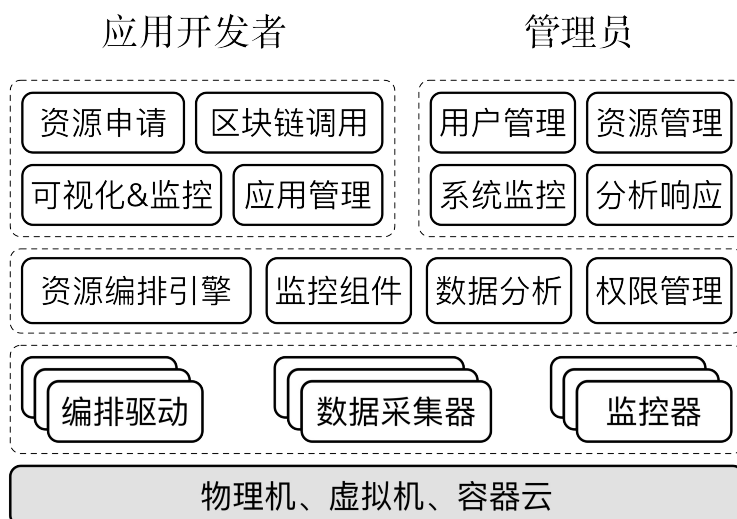 应用开发者 管理员
资源申请 区块链调用 用户管理 资源管理
可视化&监控 应用管理 系统监控 分析响应
资源编排引擎 监控组件 数据分析 权限管理
编排驱动 数据采集器 监控器
物理机、虚拟机、容器云